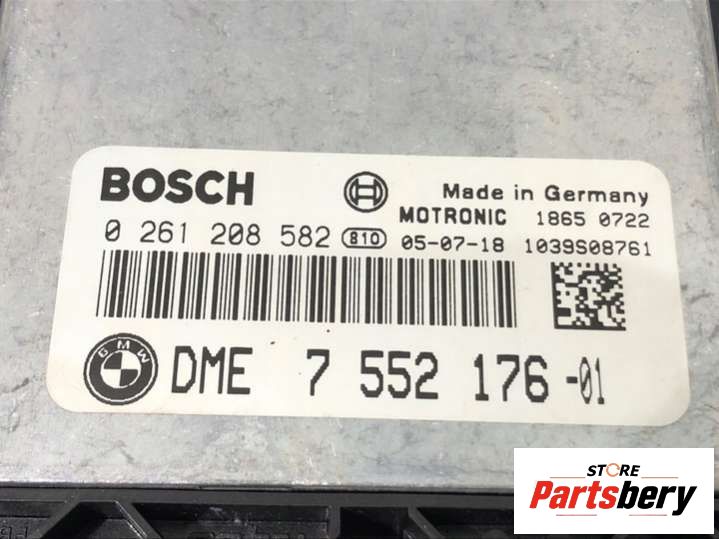 BOSCH
Made in Germany
MOTRONIC 1865 0722
0 261 208 582 810 05-07-18 1039S08761
BMW DME 7 552 176 -01
STORE
Partsbery